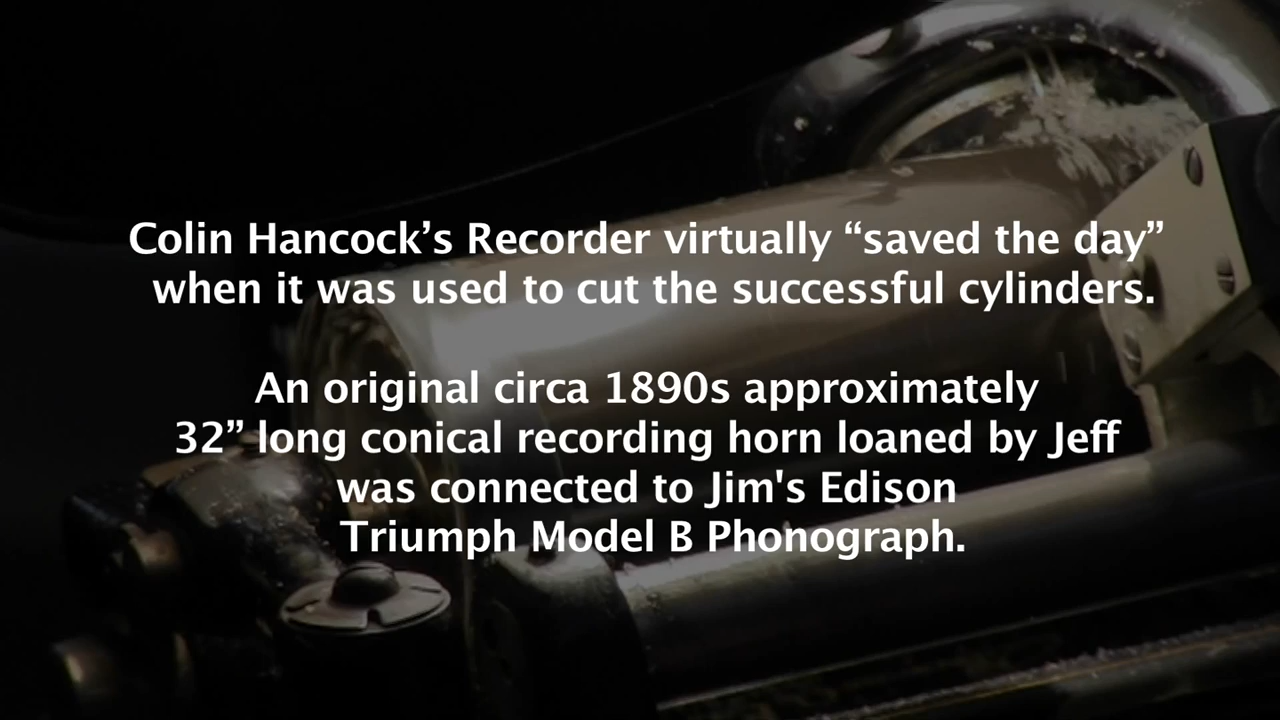 Colin Hancock’s Recorder virtually “saved the day”
when it was used to cut the successful cylinders.
An original circa 1890s approximately
32” long conical recording horn loaned by Jeff
was connected to Jim's Edison
Triumph Model B Phonograph.